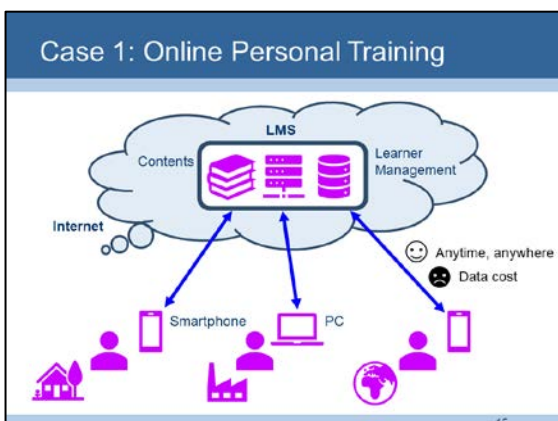 Case 1: Online Personal Training
LMS
Contents
Learner
Management
Internet
Anytime, anywhere
Data cost
Smartphone
PC